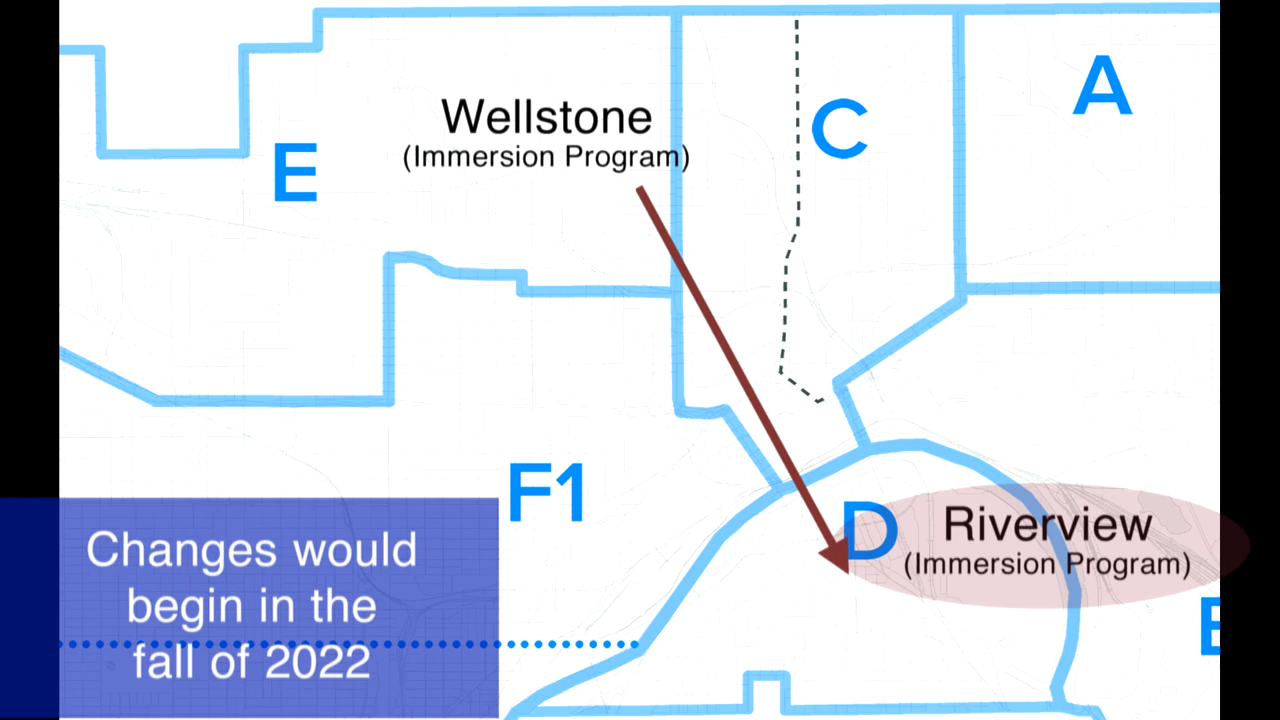 A
C
Wellstone
(Immersion Program)
E
F1
D
Riverview
(Immersion Program)
Changes would
begin in the
fall of 2022